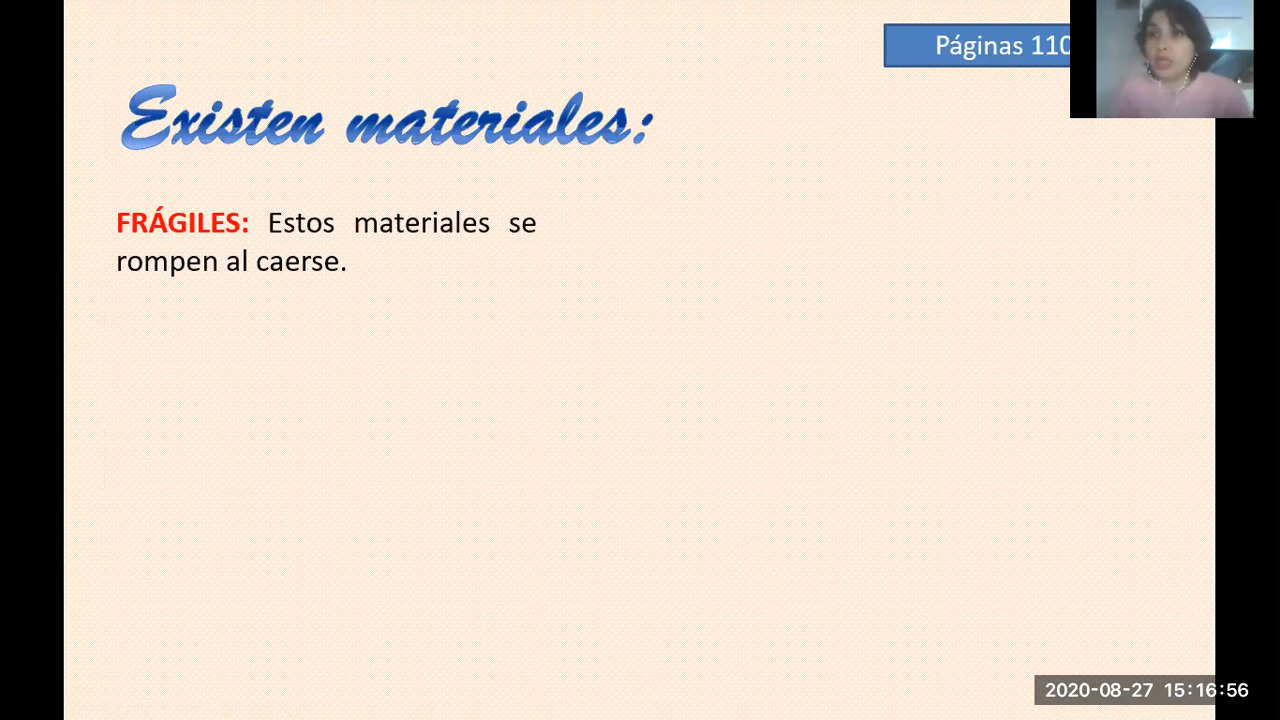 Páginas 110
Existen materiales:
FRÁGILES: Estos materiales se
rompen al caerse.
2020-08-27 15:16:56